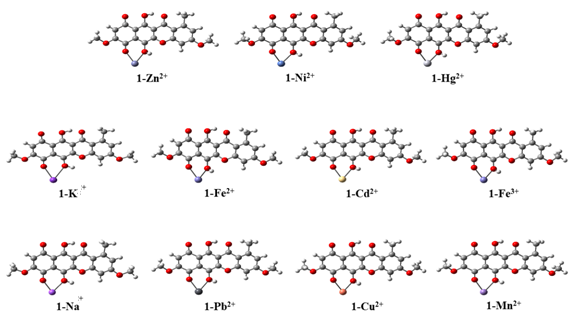 1-Zn²⁺ 1-Ni²⁺ 1-Hg²⁺
1-K⁺ 1-Fe²⁺ 1-Cd²⁺ 1-Fe³⁺
1-Na⁺ 1-Pb²⁺ 1-Cu²⁺ 1-Mn²⁺